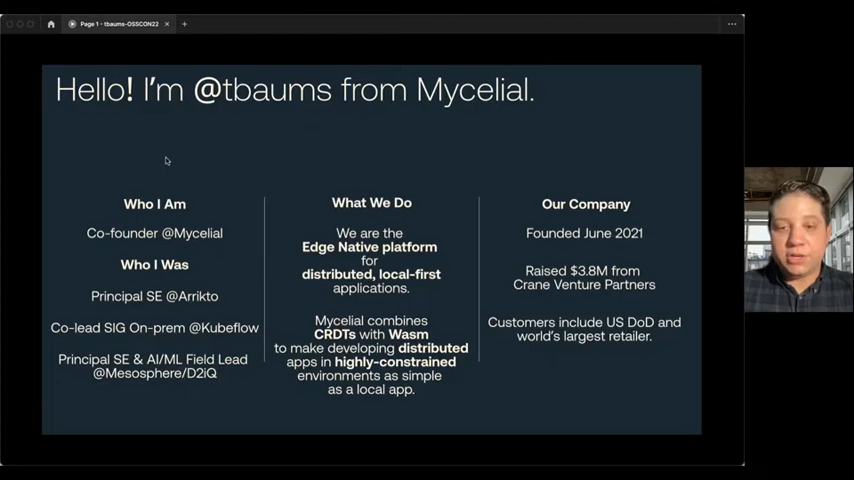 Page 1 - tbaums-OSSCON22
Hello! I'm @tbaums from Mycelial.
Who I Am
Co-founder @Mycelial
Who I Was
Principal SE @Arrikto
Co-lead SIG On-prem @Kubeflow
Principal SE & AI/ML Field Lead
@Mesosphere/D2iQ
What We Do
We are the
Edge Native platform
for
distributed, local-first
applications.
Mycelial combines
CRDTs with Wasm
to make developing distributed
apps in highly-constrained
environments as simple
as a local app.
Our Company
Founded June 2021
Raised $3.8M from
Crane Venture Partners
Customers include US DoD and
world's largest retailer.